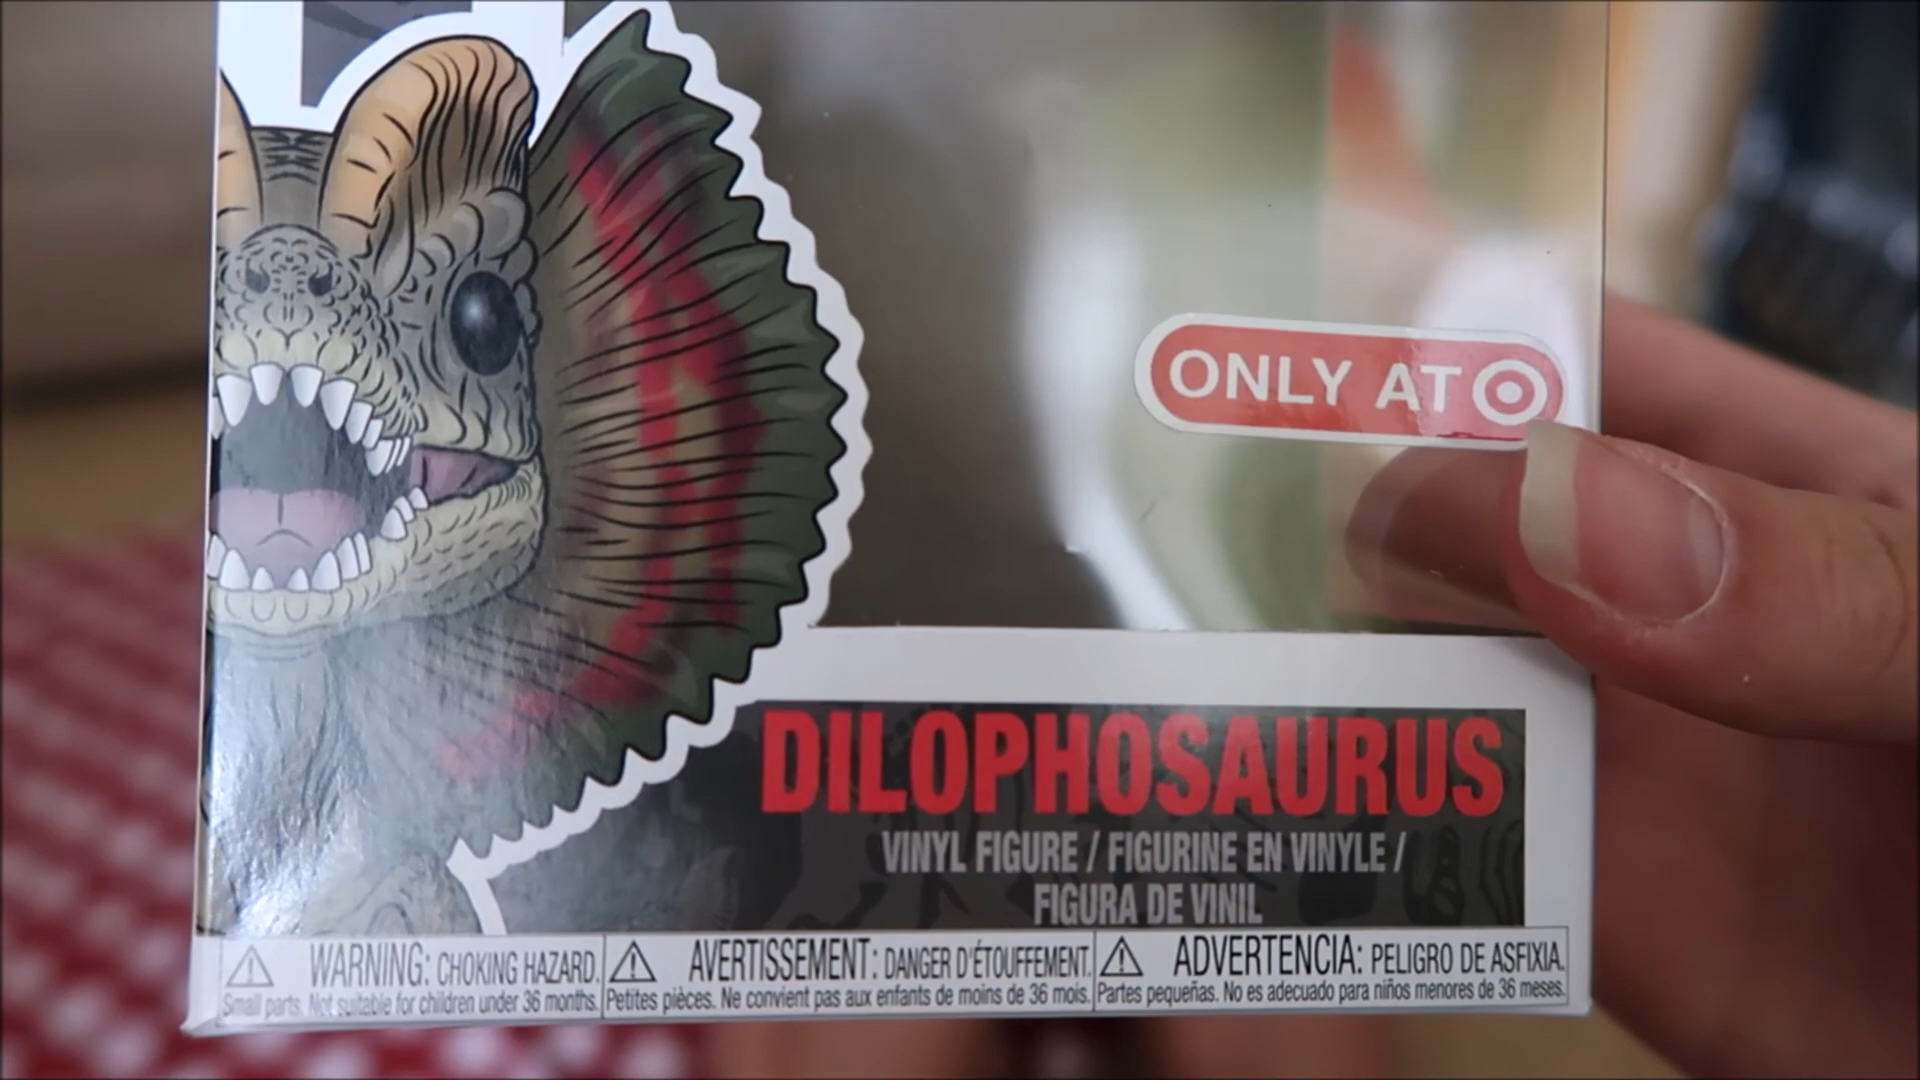 ONLY AT
DILOPHOSAURUS
VINYL FIGURE / FIGURINE EN VINYLE /
FIGURA DE VINIL
WARNING: CHOKING HAZARD.
Small parts. Not suitable for children under 36 months.
AVERTISSEMENT: DANGER D'ÉTOUFFEMENT.
Petites pièces. Ne convient pas aux enfants de moins de 36 mois.
ADVERTENCIA: PELIGRO DE ASFIXIA.
Partes pequeñas. No es adecuado para niños menores de 36 meses.